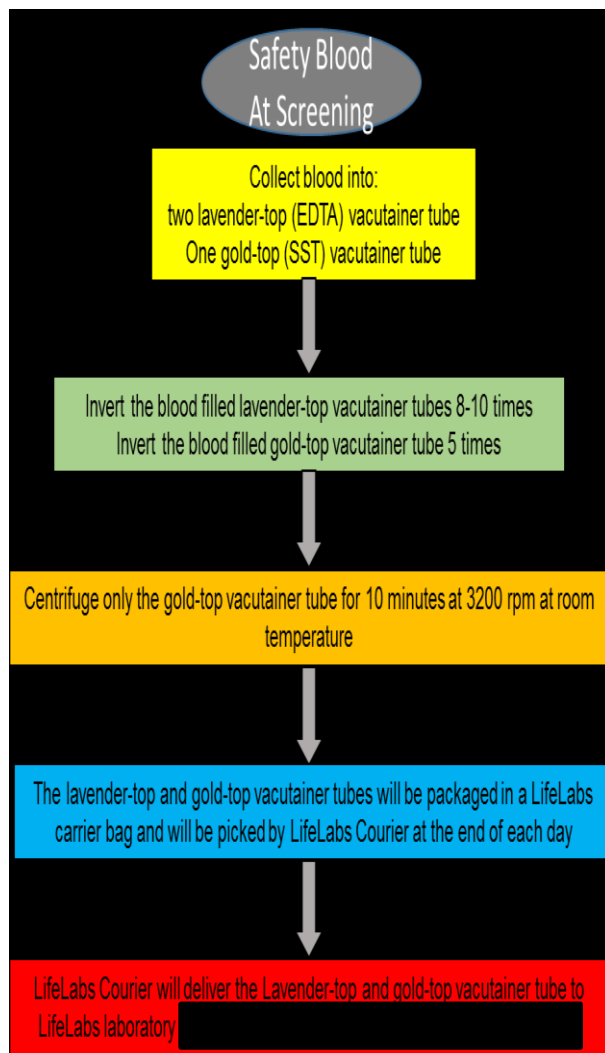 Safety Blood
At Screening
Collect blood into:
two lavender-top (EDTA) vacutainer tube
One gold-top (SST) vacutainer tube
Invert the blood filled lavender-top vacutainer tubes 8-10 times
Invert the blood filled gold-top vacutainer tube 5 times
Centrifuge only the gold-top vacutainer tube for 10 minutes at 3200 rpm at room
temperature
The lavender-top and gold-top vacutainer tubes will be packaged in a LifeLabs
carrier bag and will be picked by LifeLabs Courier at the end of each day
LifeLabs Courier will deliver the Lavender-top and gold-top vacutainer tube to
LifeLabs laboratory